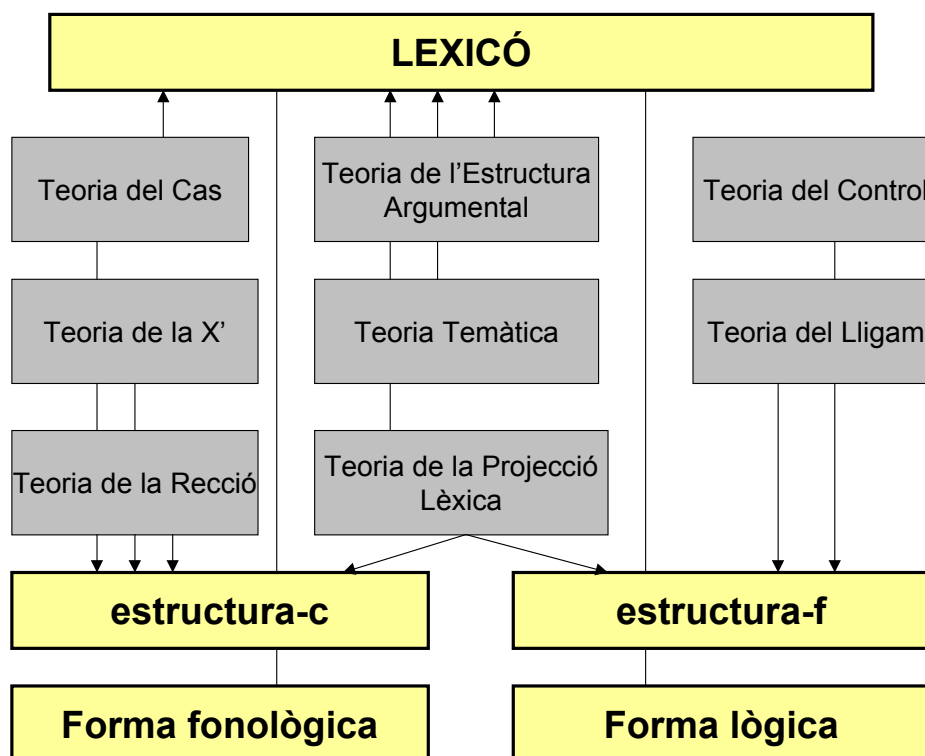 LEXICÓ
Teoria del Cas
Teoria de l’Estructura
Argumental
Teoria del Control
Teoria de la X’
Teoria Temàtica
Teoria del Lligam
Teoria de la Recció
Teoria de la Projecció
Lèxica
estructura-c
estructura-f
Forma fonològica
Forma lògica